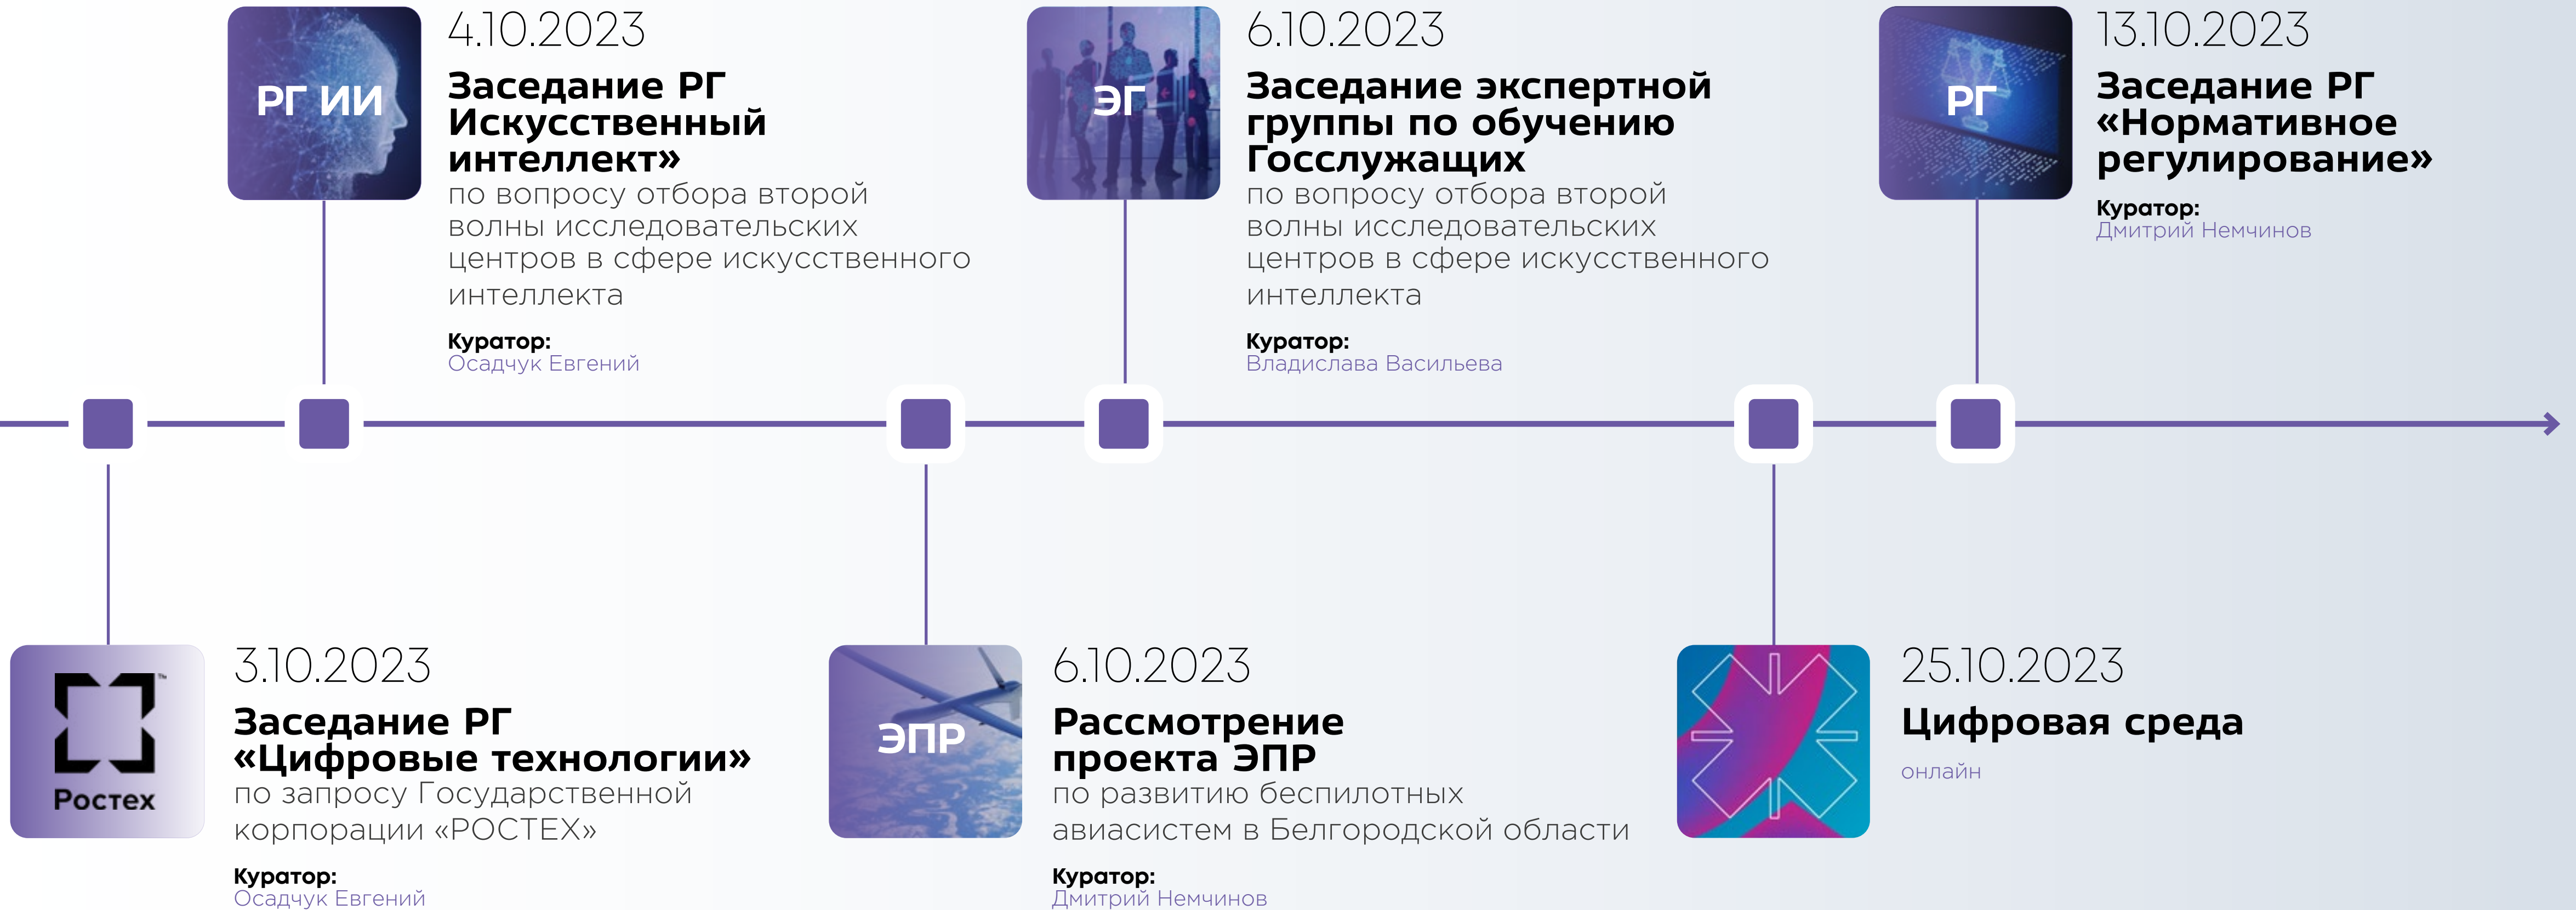 РГ ИИ
4.10.2023
Заседание РГ
Искусственный
интеллект»
по вопросу отбора второй
волны исследовательских
центров в сфере искусственного
интеллекта
Куратор:
Осадчук Евгений
ЭГ
6.10.2023
Заседание экспертной
группы по обучению
Госслужащих
по вопросу отбора второй
волны исследовательских
центров в сфере искусственного
интеллекта
Куратор:
Владислава Васильева
РГ
13.10.2023
Заседание РГ
«Нормативное
регулирование»
Куратор:
Дмитрий Немчинов
Ростех
TM
3.10.2023
Заседание РГ
«Цифровые технологии»
по запросу Государственной
корпорации «РОСТЕХ»
Куратор:
Осадчук Евгений
ЭПР
6.10.2023
Рассмотрение
проекта ЭПР
по развитию беспилотных
авиасистем в Белгородской области
Куратор:
Дмитрий Немчинов
25.10.2023
Цифровая среда
онлайн